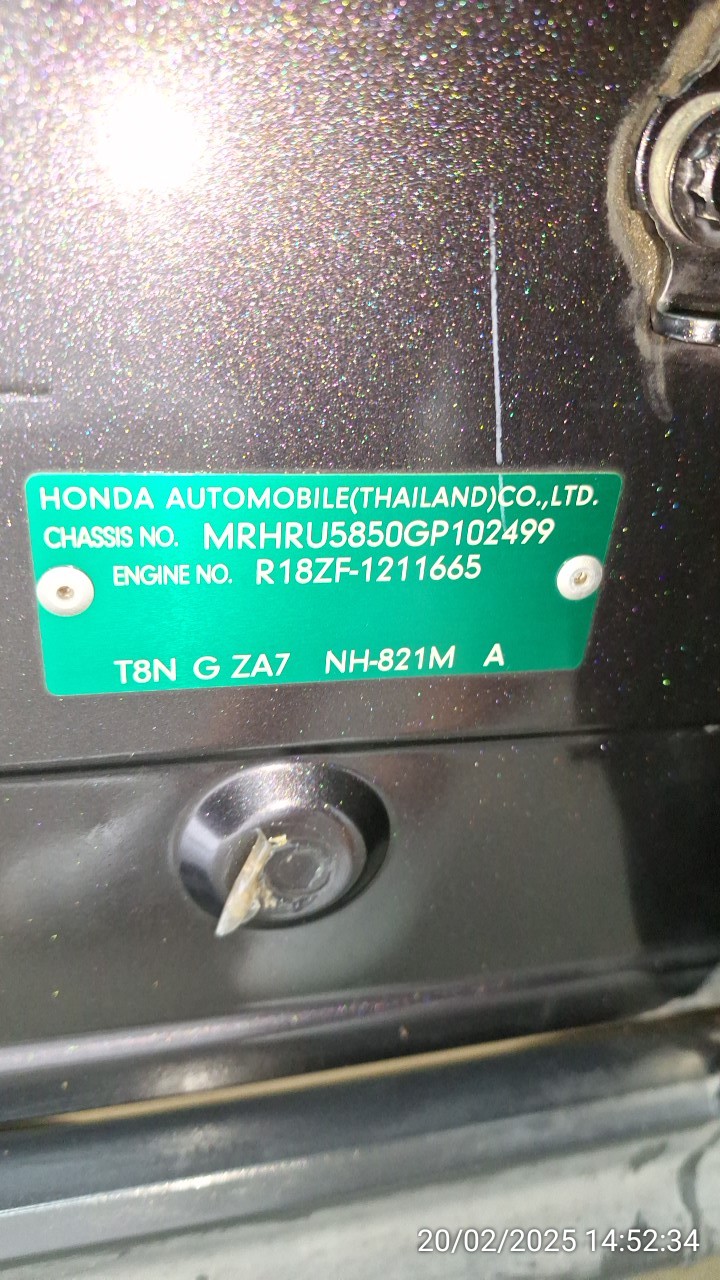 HONDA AUTOMOBILE(THAILAND)CO.,LTD.
CHASSIS NO. MRHRU5850GP102499
ENGINE NO. R18ZF-1211665
T8N G ZA7 NH-821M A
20/02/2025 14:52:34